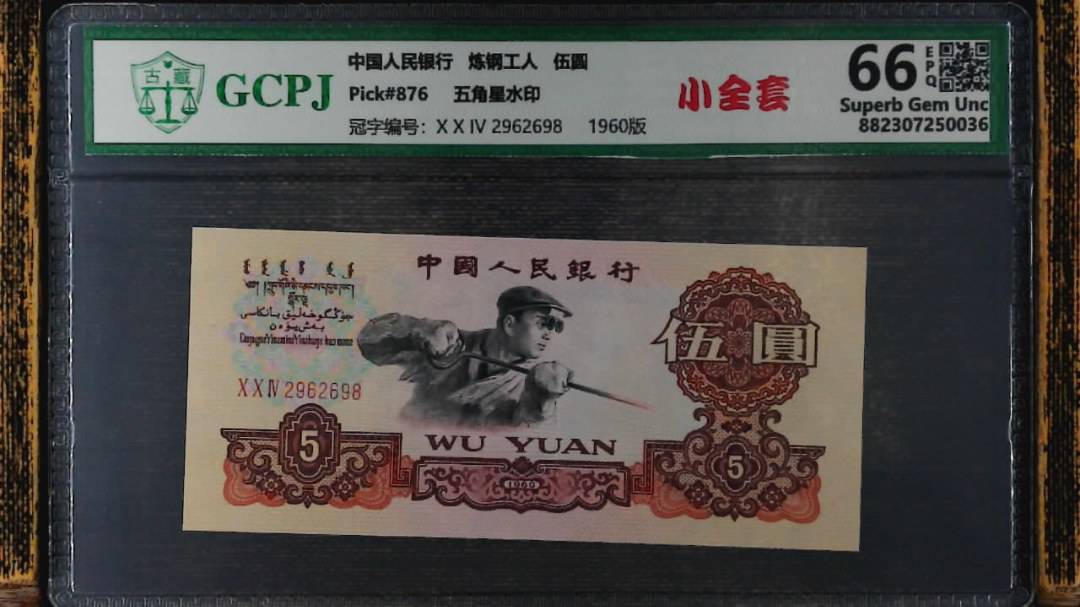 古藏
GCPJ
中国人民银行 炼钢工人 伍圆
Pick#876 五角星水印
冠字编号：X X IV 2962698 1960版
小全套
66 EPQ
Superb Gem Unc
882307250036
中國人民銀行
伍圓
X X IV 2962698
WU YUAN
5
1960
5